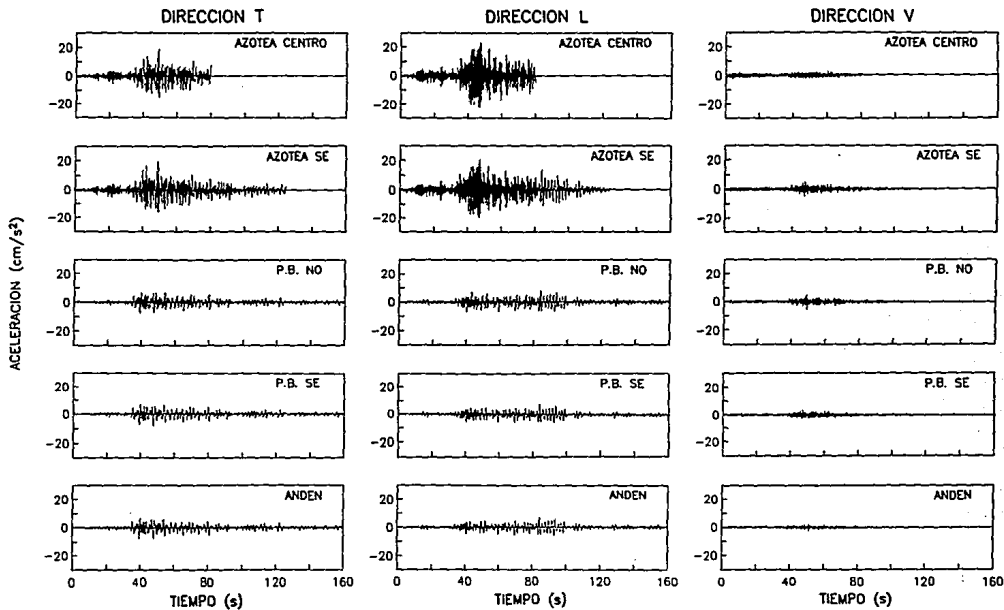 DIRECCION T DIRECCION L DIRECCION V
AZOTEA CENTRO AZOTEA CENTRO AZOTEA CENTRO
20 20 20
0 0 0
-20 -20 -20
AZOTEA SE AZOTEA SE AZOTEA SE
20 20 20
0 0 0
-20 -20 -20
ACELERACION (cm/s²)
P.B. NO P.B. NO P.B. NO
20 20 20
0 0 0
-20 -20 -20
P.B. SE P.B. SE P.B. SE
20 20 20
0 0 0
-20 -20 -20
ANDEN ANDEN ANDEN
20 20 20
0 0 0
-20 -20 -20
0 40 80 120 160 0 40 80 120 160 0 40 80 120 160
TIEMPO (s) TIEMPO (s) TIEMPO (s)